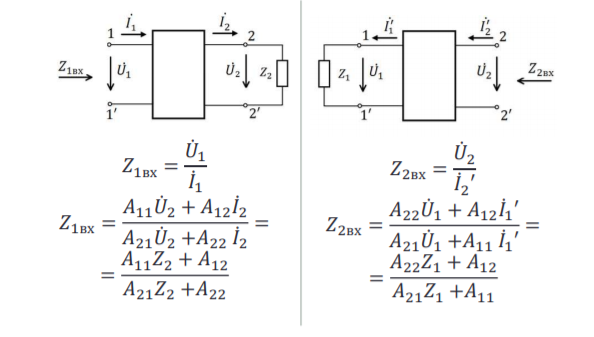 1 İ₁ İ₂ 2
Z₁вх U̇₁ U̇₂ Z₂
1′ 2′
Z₁вх = U̇₁ / İ₁
Z₁вх = (A₁₁U̇₂ + A₁₂İ₂) / (A₂₁U̇₂ +A₂₂ İ₂) =
= (A₁₁Z₂ + A₁₂) / (A₂₁Z₂ +A₂₂)
1 İ₁′ İ₂′ 2
Z₁ U̇₁ U̇₂ Z₂вх
1′ 2′
Z₂вх = U̇₂ / İ₂′
Z₂вх = (A₂₂U̇₁ + A₁₂İ₁′) / (A₂₁U̇₁ +A₁₁ İ₁′) =
= (A₂₂Z₁ + A₁₂) / (A₂₁Z₁ +A₁₁)